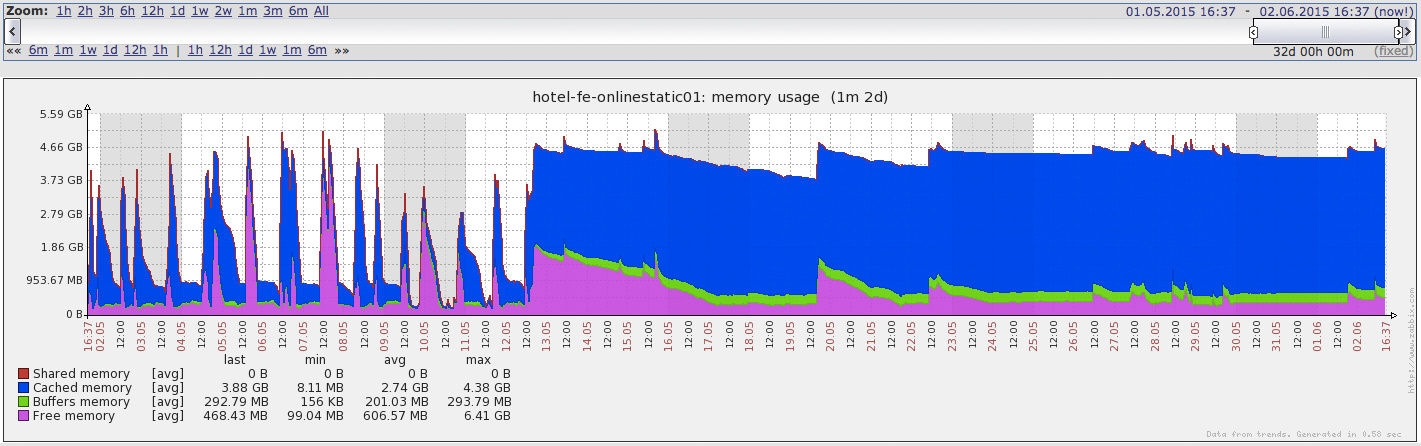 Zoom: 1h 2h 3h 6h 12h 1d 1w 2w 1m 3m 6m All 01.05.2015 16:37 - 02.06.2015 16:37 (now!)
«« 6m 1m 1w 1d 12h 1h | 1h 12h 1d 1w 1m 6m »» 32d 00h 00m (fixed)
hotel-fe-onlinestatic01: memory usage (1m 2d)
5.59 GB
4.66 GB
3.73 GB
2.79 GB
1.86 GB
953.67 MB
0 B
16:37 02.05 12:00 03.05 12:00 04.05 12:00 05.05 12:00 06.05 12:00 07.05 12:00 08.05 12:00 09.05 12:00 10.05 12:00 11.05 12:00 12.05 12:00 13.05 12:00 14.05 12:00 15.05 12:00 16.05 12:00 17.05 12:00 18.05 12:00 19.05 12:00 20.05 12:00 21.05 12:00 22.05 12:00 23.05 12:00 24.05 12:00 25.05 12:00 26.05 12:00 27.05 12:00 28.05 12:00 29.05 12:00 30.05 12:00 31.05 12:00 01.06 12:00 02.06 16:37
last min avg max
Shared memory [avg] 0 B 0 B 0 B 0 B
Cached memory [avg] 3.88 GB 8.11 MB 2.74 GB 4.38 GB
Buffers memory [avg] 292.79 MB 156 KB 201.03 MB 293.79 MB
Free memory [avg] 468.43 MB 99.04 MB 606.57 MB 6.41 GB
http://www.zabbix.com
Data from trends. Generated in 0.58 sec